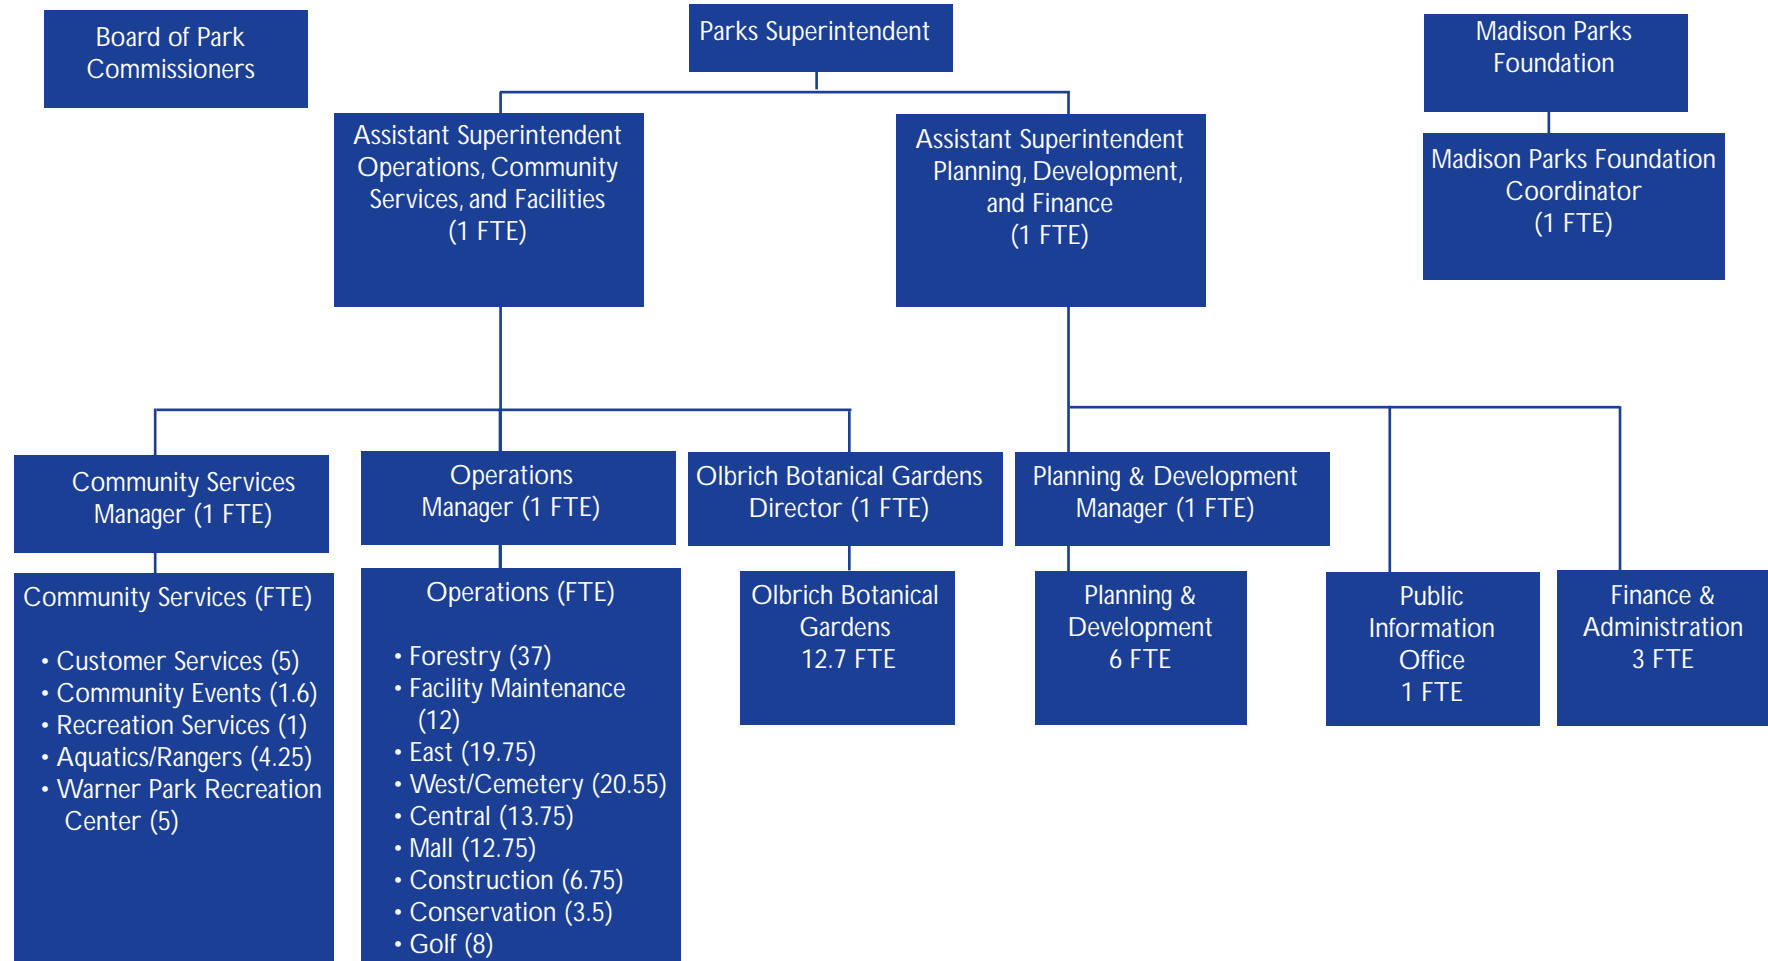 Board of Park
Commissioners
Parks Superintendent
Madison Parks
Foundation
Assistant Superintendent
Operations, Community
Services, and Facilities
(1 FTE)
Assistant Superintendent
Planning, Development,
and Finance
(1 FTE)
Madison Parks Foundation
Coordinator
(1 FTE)
Community Services
Manager (1 FTE)
Operations
Manager (1 FTE)
Olbrich Botanical Gardens
Director (1 FTE)
Planning & Development
Manager (1 FTE)
Community Services (FTE)
• Customer Services (5)
• Community Events (1.6)
• Recreation Services (1)
• Aquatics/Rangers (4.25)
• Warner Park Recreation
Center (5)
Operations (FTE)
• Forestry (37)
• Facility Maintenance
(12)
• East (19.75)
• West/Cemetery (20.55)
• Central (13.75)
• Mall (12.75)
• Construction (6.75)
• Conservation (3.5)
• Golf (8)
Olbrich Botanical
Gardens
12.7 FTE
Planning &
Development
6 FTE
Public
Information
Office
1 FTE
Finance &
Administration
3 FTE